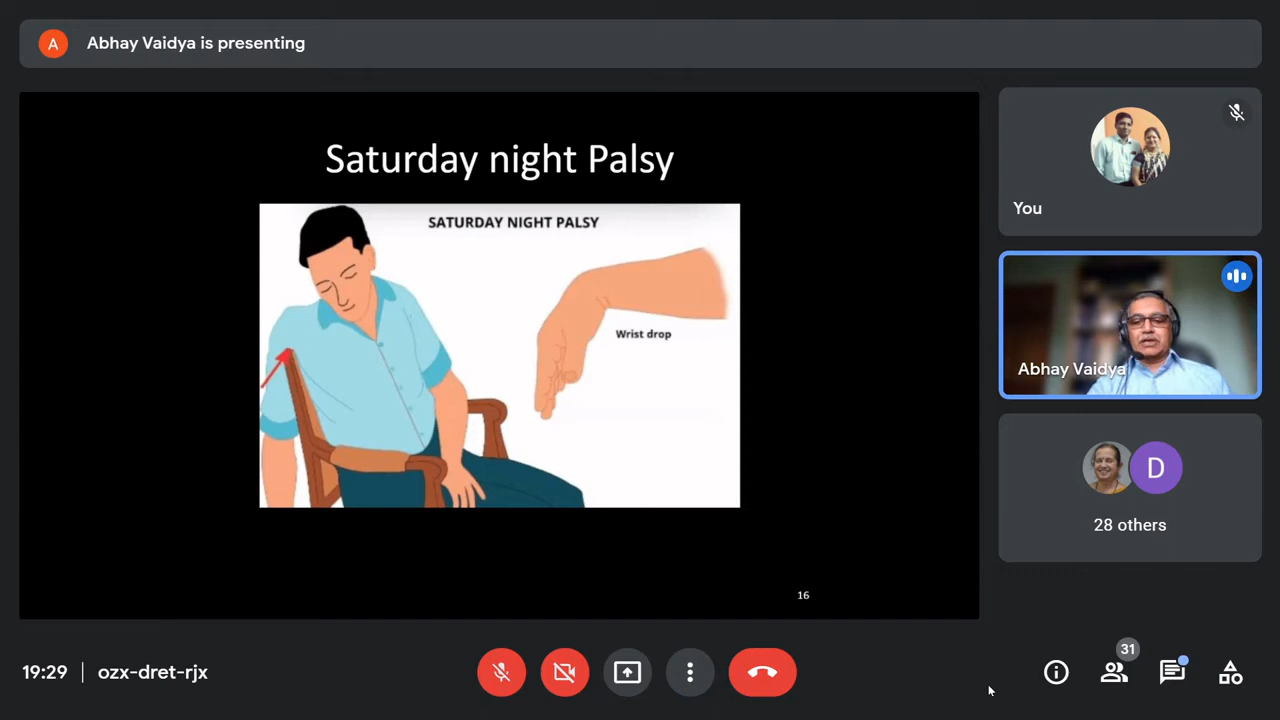 A
Abhay Vaidya is presenting
Saturday night Palsy
SATURDAY NIGHT PALSY
Wrist drop
16
You
Abhay Vaidya
D
28 others
19:29 | ozx-dret-rjx
31